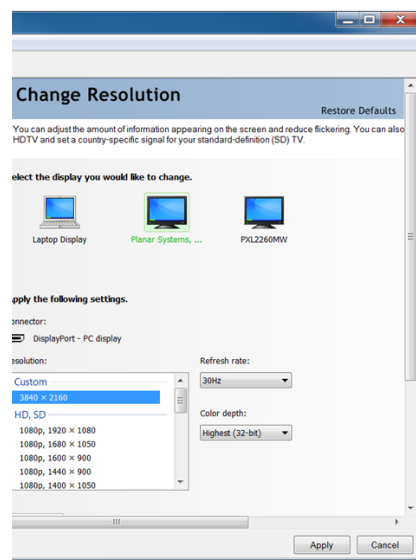 Change Resolution
Restore Defaults
You can adjust the amount of information appearing on the screen and reduce flickering. You can also
HDTV and set a country-specific signal for your standard-definition (SD) TV.
elect the display you would like to change.
Laptop Display
Planar Systems, ...
PXL2260MW
pply the following settings.
onnector:
DisplayPort - PC display
esolution:
Refresh rate:
Custom
30Hz
3840 × 2160
HD, SD
Color depth:
1080p, 1920 × 1080
Highest (32-bit)
1080p, 1680 × 1050
1080p, 1600 × 900
1080p, 1440 × 900
1080p, 1400 × 1050
Apply
Cancel